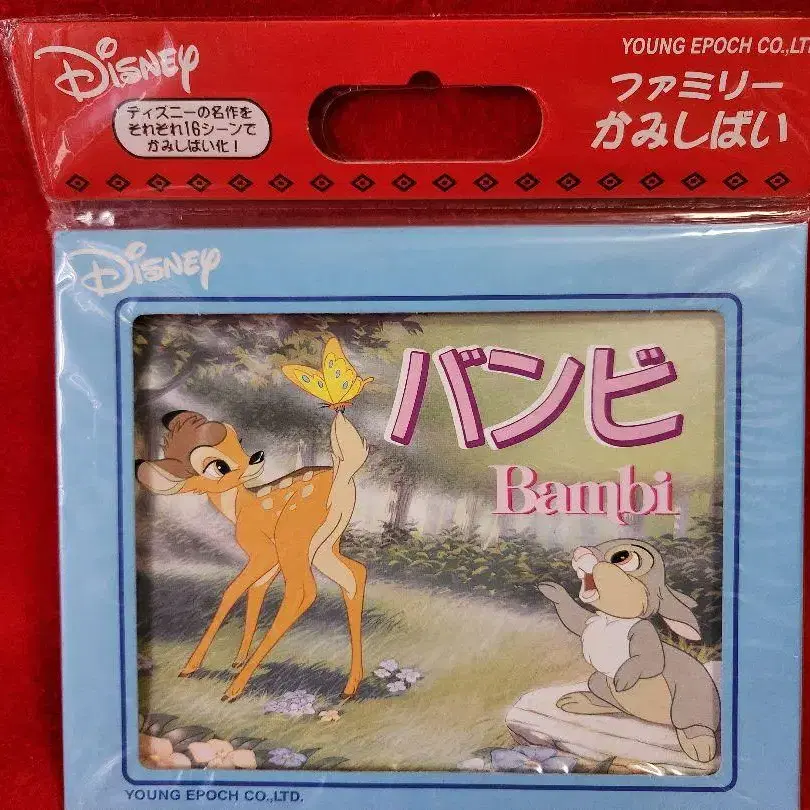 Disney
YOUNG EPOCH CO.,LTD
ファミリー
かみしばい
ディズニーの名作を
それぞれ16シーンで
かみしばい化!
Disney
バンビ
Bambi
YOUNG EPOCH CO.,LTD.